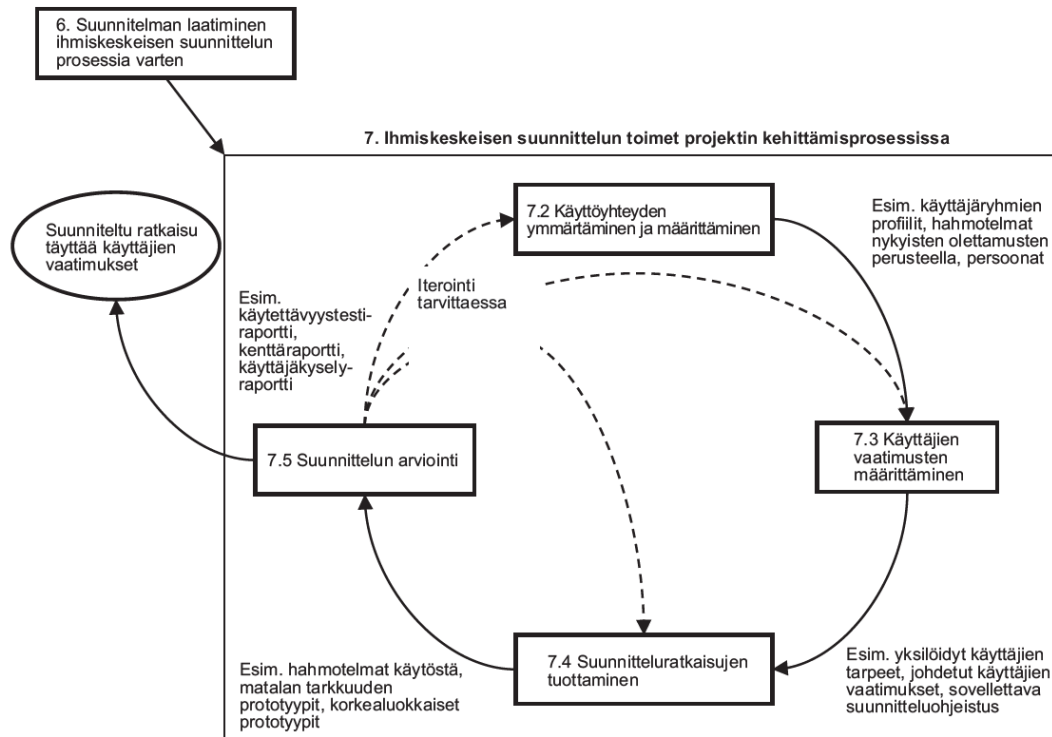 6. Suunnitelman laatiminen
ihmiskeskeisen suunnittelun
prosessia varten
7. Ihmiskeskeisen suunnittelun toimet projektin kehittämisprosessissa
Suunniteltu ratkaisu
täyttää käyttäjien
vaatimukset
7.2 Käyttöyhteyden
ymmärtäminen ja määrittäminen
Esim. käyttäjäryhmien
profiilit, hahmotelmat
nykyisten olettamusten
perusteella, persoonat
Iterointi
tarvittaessa
Esim.
käytettävyystesti-
raportti,
kenttäraportti,
käyttäjäkysely-
raportti
7.5 Suunnittelun arviointi
7.3 Käyttäjien
vaatimusten
määrittäminen
Esim. hahmotelmat käytöstä,
matalan tarkkuuden
prototyypit, korkealuokkaiset
prototyypit
7.4 Suunnitteluratkaisujen
tuottaminen
Esim. yksilöidyt käyttäjien
tarpeet, johdetut käyttäjien
vaatimukset, sovellettava
suunnitteluohjeistus